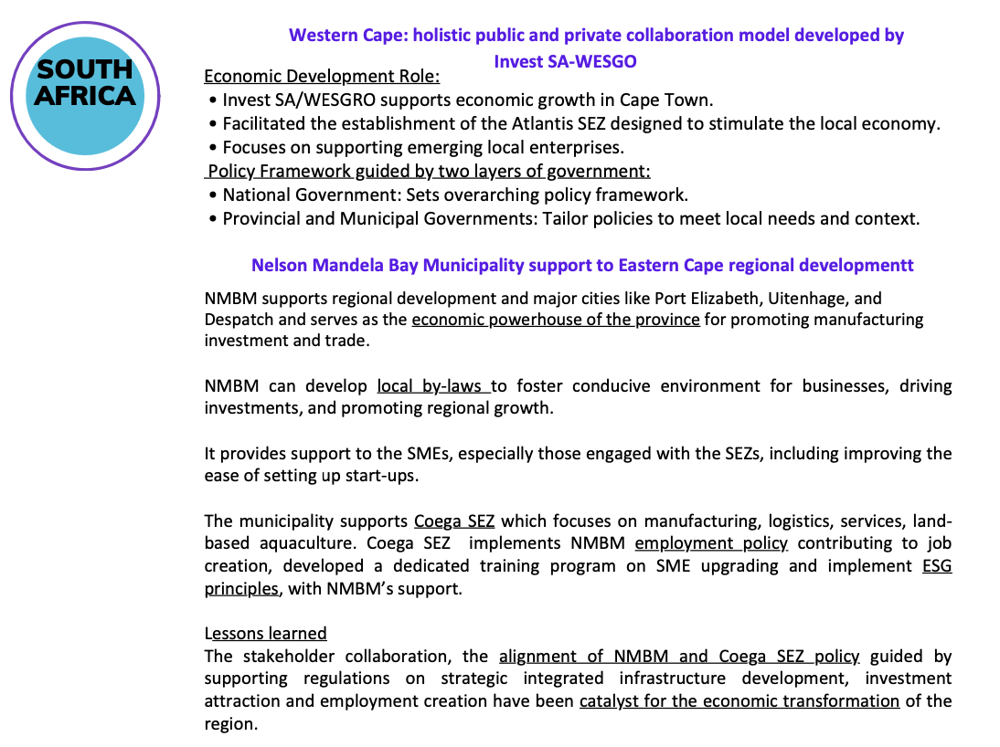 SOUTH
AFRICA
Western Cape: holistic public and private collaboration model developed by
Invest SA-WESGO
Economic Development Role:
• Invest SA/WESGRO supports economic growth in Cape Town.
• Facilitated the establishment of the Atlantis SEZ designed to stimulate the local economy.
• Focuses on supporting emerging local enterprises.
Policy Framework guided by two layers of government:
• National Government: Sets overarching policy framework.
• Provincial and Municipal Governments: Tailor policies to meet local needs and context.
Nelson Mandela Bay Municipality support to Eastern Cape regional developmentt
NMBM supports regional development and major cities like Port Elizabeth, Uitenhage, and
Despatch and serves as the economic powerhouse of the province for promoting manufacturing
investment and trade.
NMBM can develop local by-laws to foster conducive environment for businesses, driving
investments, and promoting regional growth.
It provides support to the SMEs, especially those engaged with the SEZs, including improving the
ease of setting up start-ups.
The municipality supports Coega SEZ which focuses on manufacturing, logistics, services, land-
based aquaculture. Coega SEZ implements NMBM employment policy contributing to job
creation, developed a dedicated training program on SME upgrading and implement ESG
principles, with NMBM's support.
Lessons learned
The stakeholder collaboration, the alignment of NMBM and Coega SEZ policy guided by
supporting regulations on strategic integrated infrastructure development, investment
attraction and employment creation have been catalyst for the economic transformation of the
region.